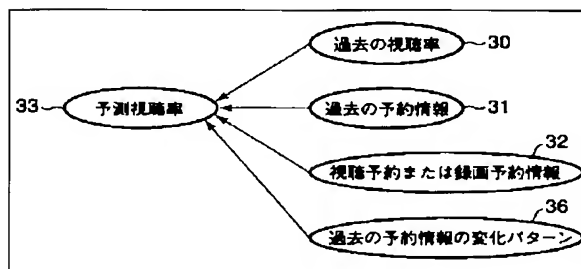 過去の視聴率 30
33 予測視聴率
過去の予約情報 31
32
視聴予約または録画予約情報
36
過去の予約情報の変化パターン